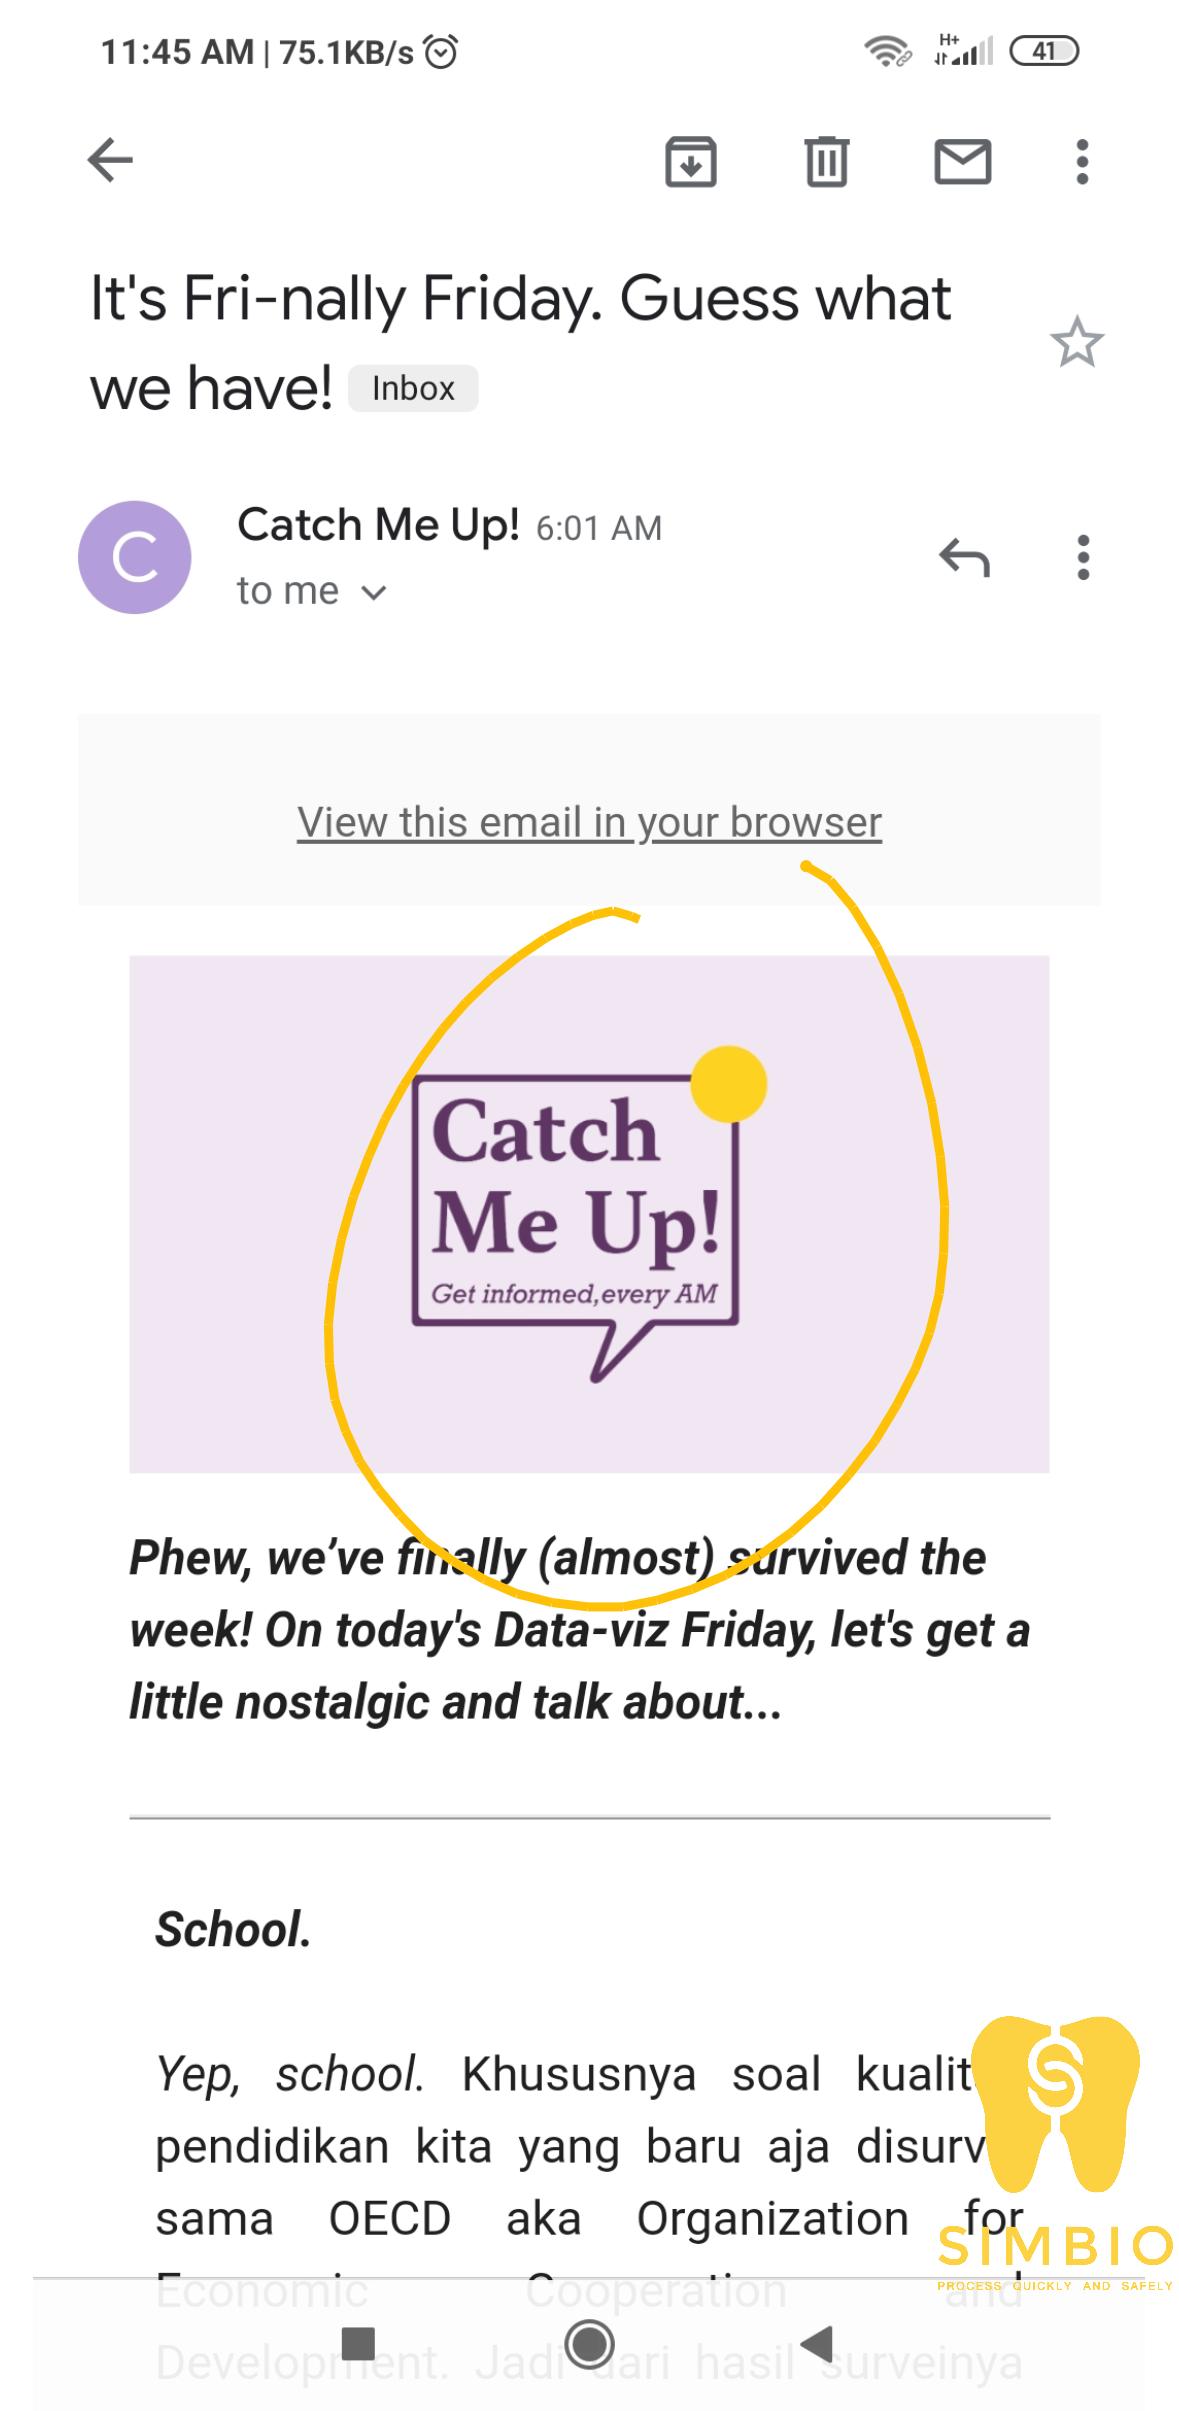 11:45 AM | 75.1KB/s
H+
41
It's Fri-nally Friday. Guess what
we have! Inbox
C
Catch Me Up! 6:01 AM
to me
View this email in your browser
Catch
Me Up!
Get informed,every AM
Phew, we’ve finally (almost) survived the
week! On today's Data-viz Friday, let's get a
little nostalgic and talk about...
School.
Yep, school. Khususnya soal
pendidikan kita yang baru aja
sama OECD aka Organization for
Economic Cooperation and
Development. Jadi dari hasil surveinya
SIMBIO
PROCESS QUICKLY AND SAFELY